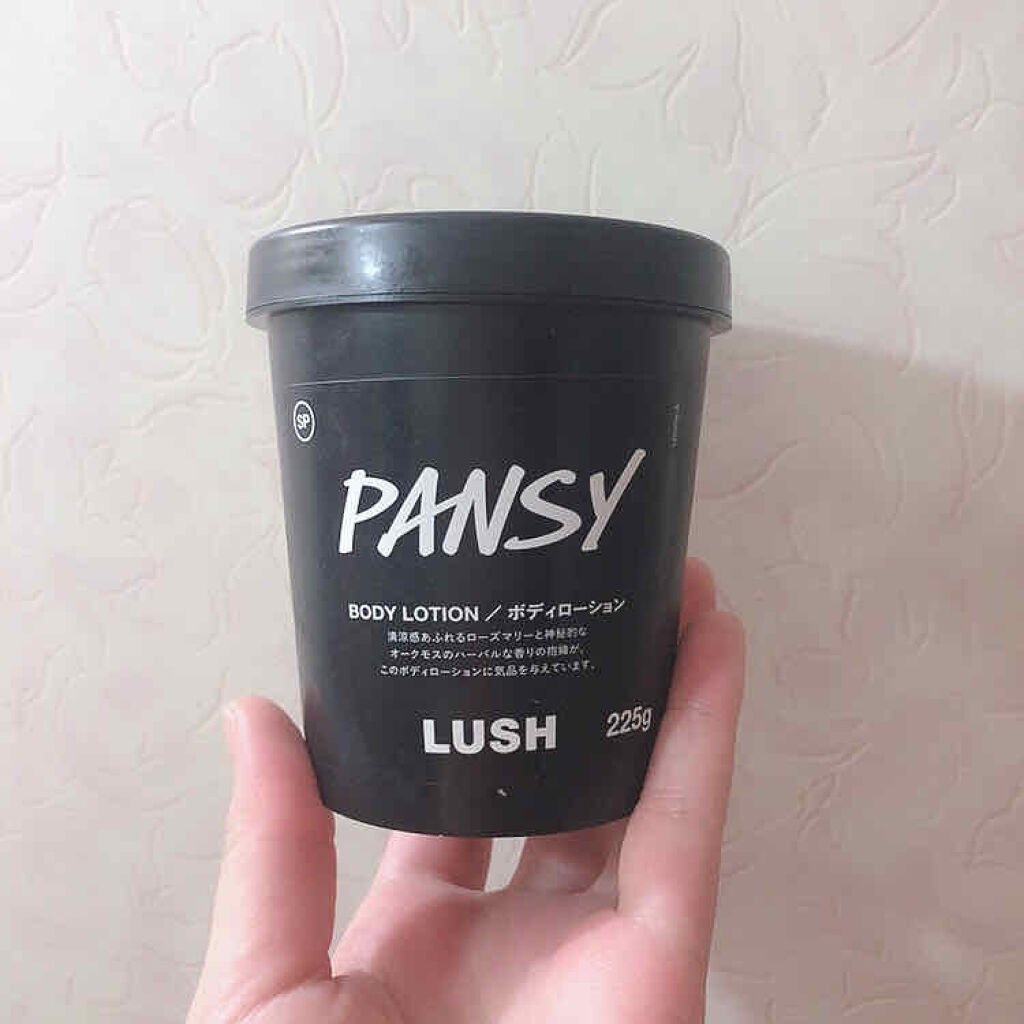 SP
PANSY
BODY LOTION / ボディローション
清涼感あふれるローズマリーと神秘的な
オークモスのハーバルな香りの抱擁が、
このボディローションに気品を与えています。
LUSH
225g